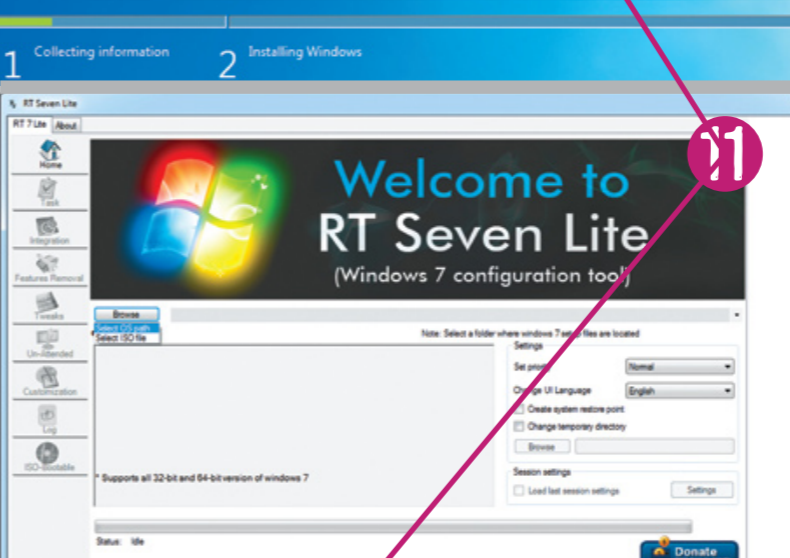 1 Collecting information
2 Installing Windows
RT Seven Lite
RT 7 Lite About
Home
Task
Integration
Features Removal
Tweaks
Un-Attended
Customization
Log
ISO-Bootable
Welcome to
RT Seven Lite
(Windows 7 configuration tool)
Browse
Select OS path
Select ISO file
Note: Select a folder where windows 7 setup files are located
* Supports all 32-bit and 64-bit version of windows 7
Settings
Set priority Normal
Change UI Language English
Create system restore point
Change temporary directory
Browse
Session settings
Load last session settings Settings
Status: Idle
Donate